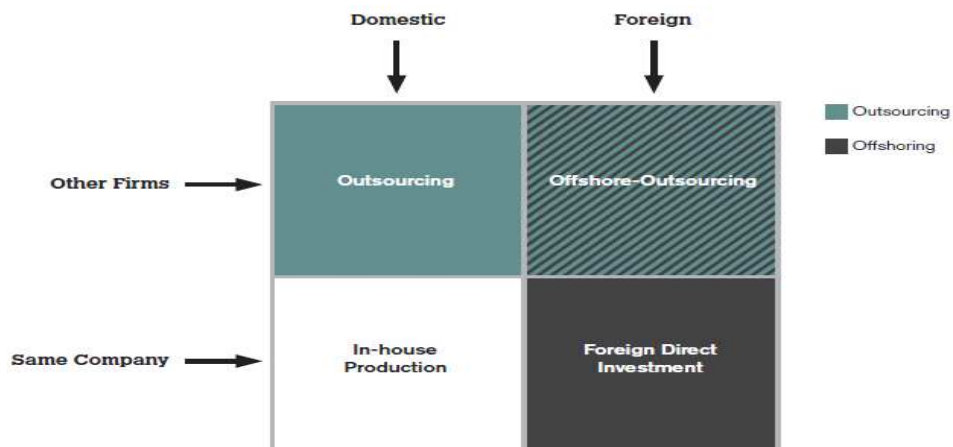 Domestic
Foreign
Outsourcing
Offshoring
Other Firms
Outsourcing
Offshore-Outsourcing
Same Company
In-house
Production
Foreign Direct
Investment